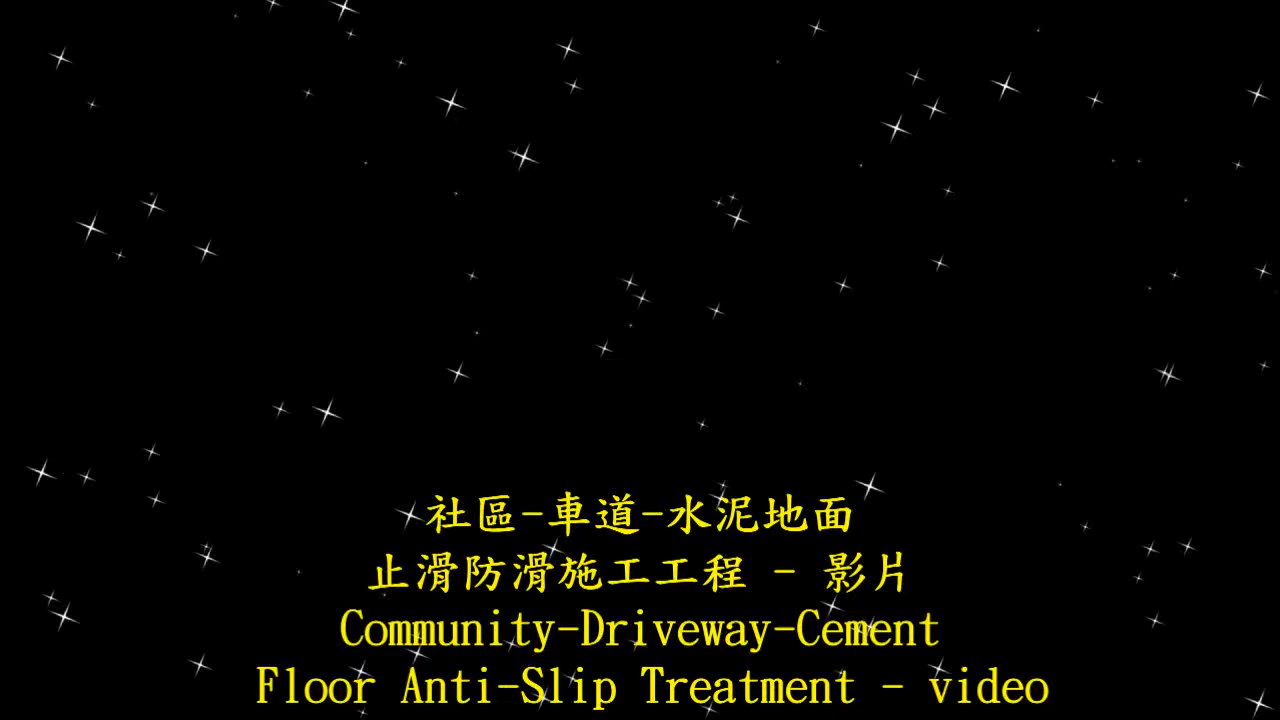 社區-車道-水泥地面
止滑防滑施工工程 - 影片
Community-Driveway-Cement
Floor Anti-Slip Treatment - video